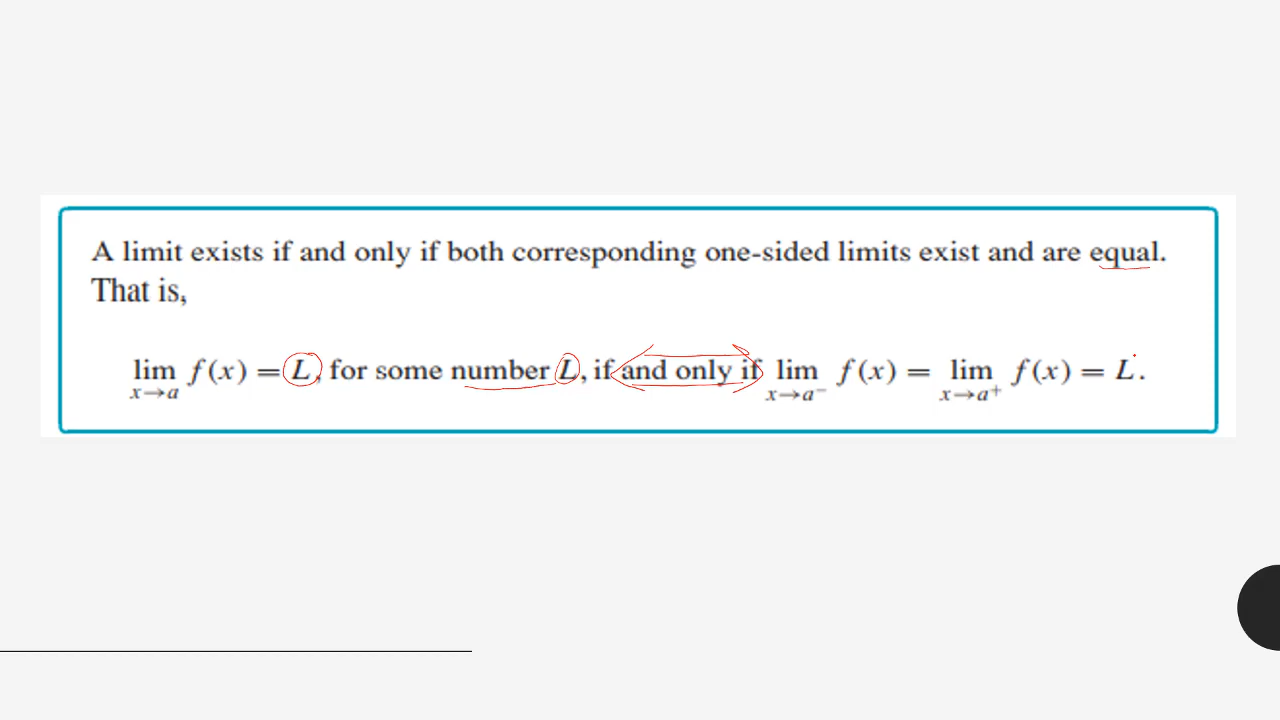 A limit exists if and only if both corresponding one-sided limits exist and are equal.
That is,
lim f(x) = L, for some number L, if and only if lim f(x) = lim f(x) = L.
x→a x→a⁻ x→a⁺